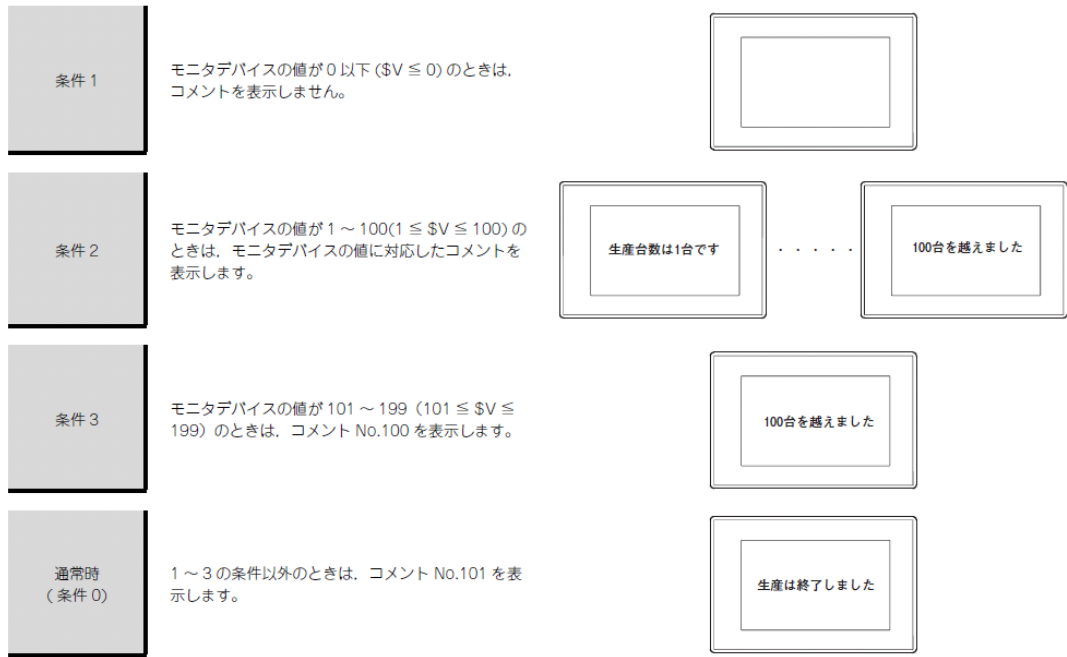 条件 1
モニタデバイスの値が 0 以下 ($V ≦ 0) のときは，
コメントを表示しません。
条件 2
モニタデバイスの値が 1 ～ 100(1 ≦ $V ≦ 100) の
ときは，モニタデバイスの値に対応したコメントを
表示します。
生産台数は1台です
・・・・・
100台を越えました
条件 3
モニタデバイスの値が 101 ～ 199（101 ≦ $V ≦
199）のときは，コメント No.100 を表示します。
100台を越えました
通常時
( 条件 0)
1 ～ 3 の条件以外のときは，コメント No.101 を表
示します。
生産は終了しました